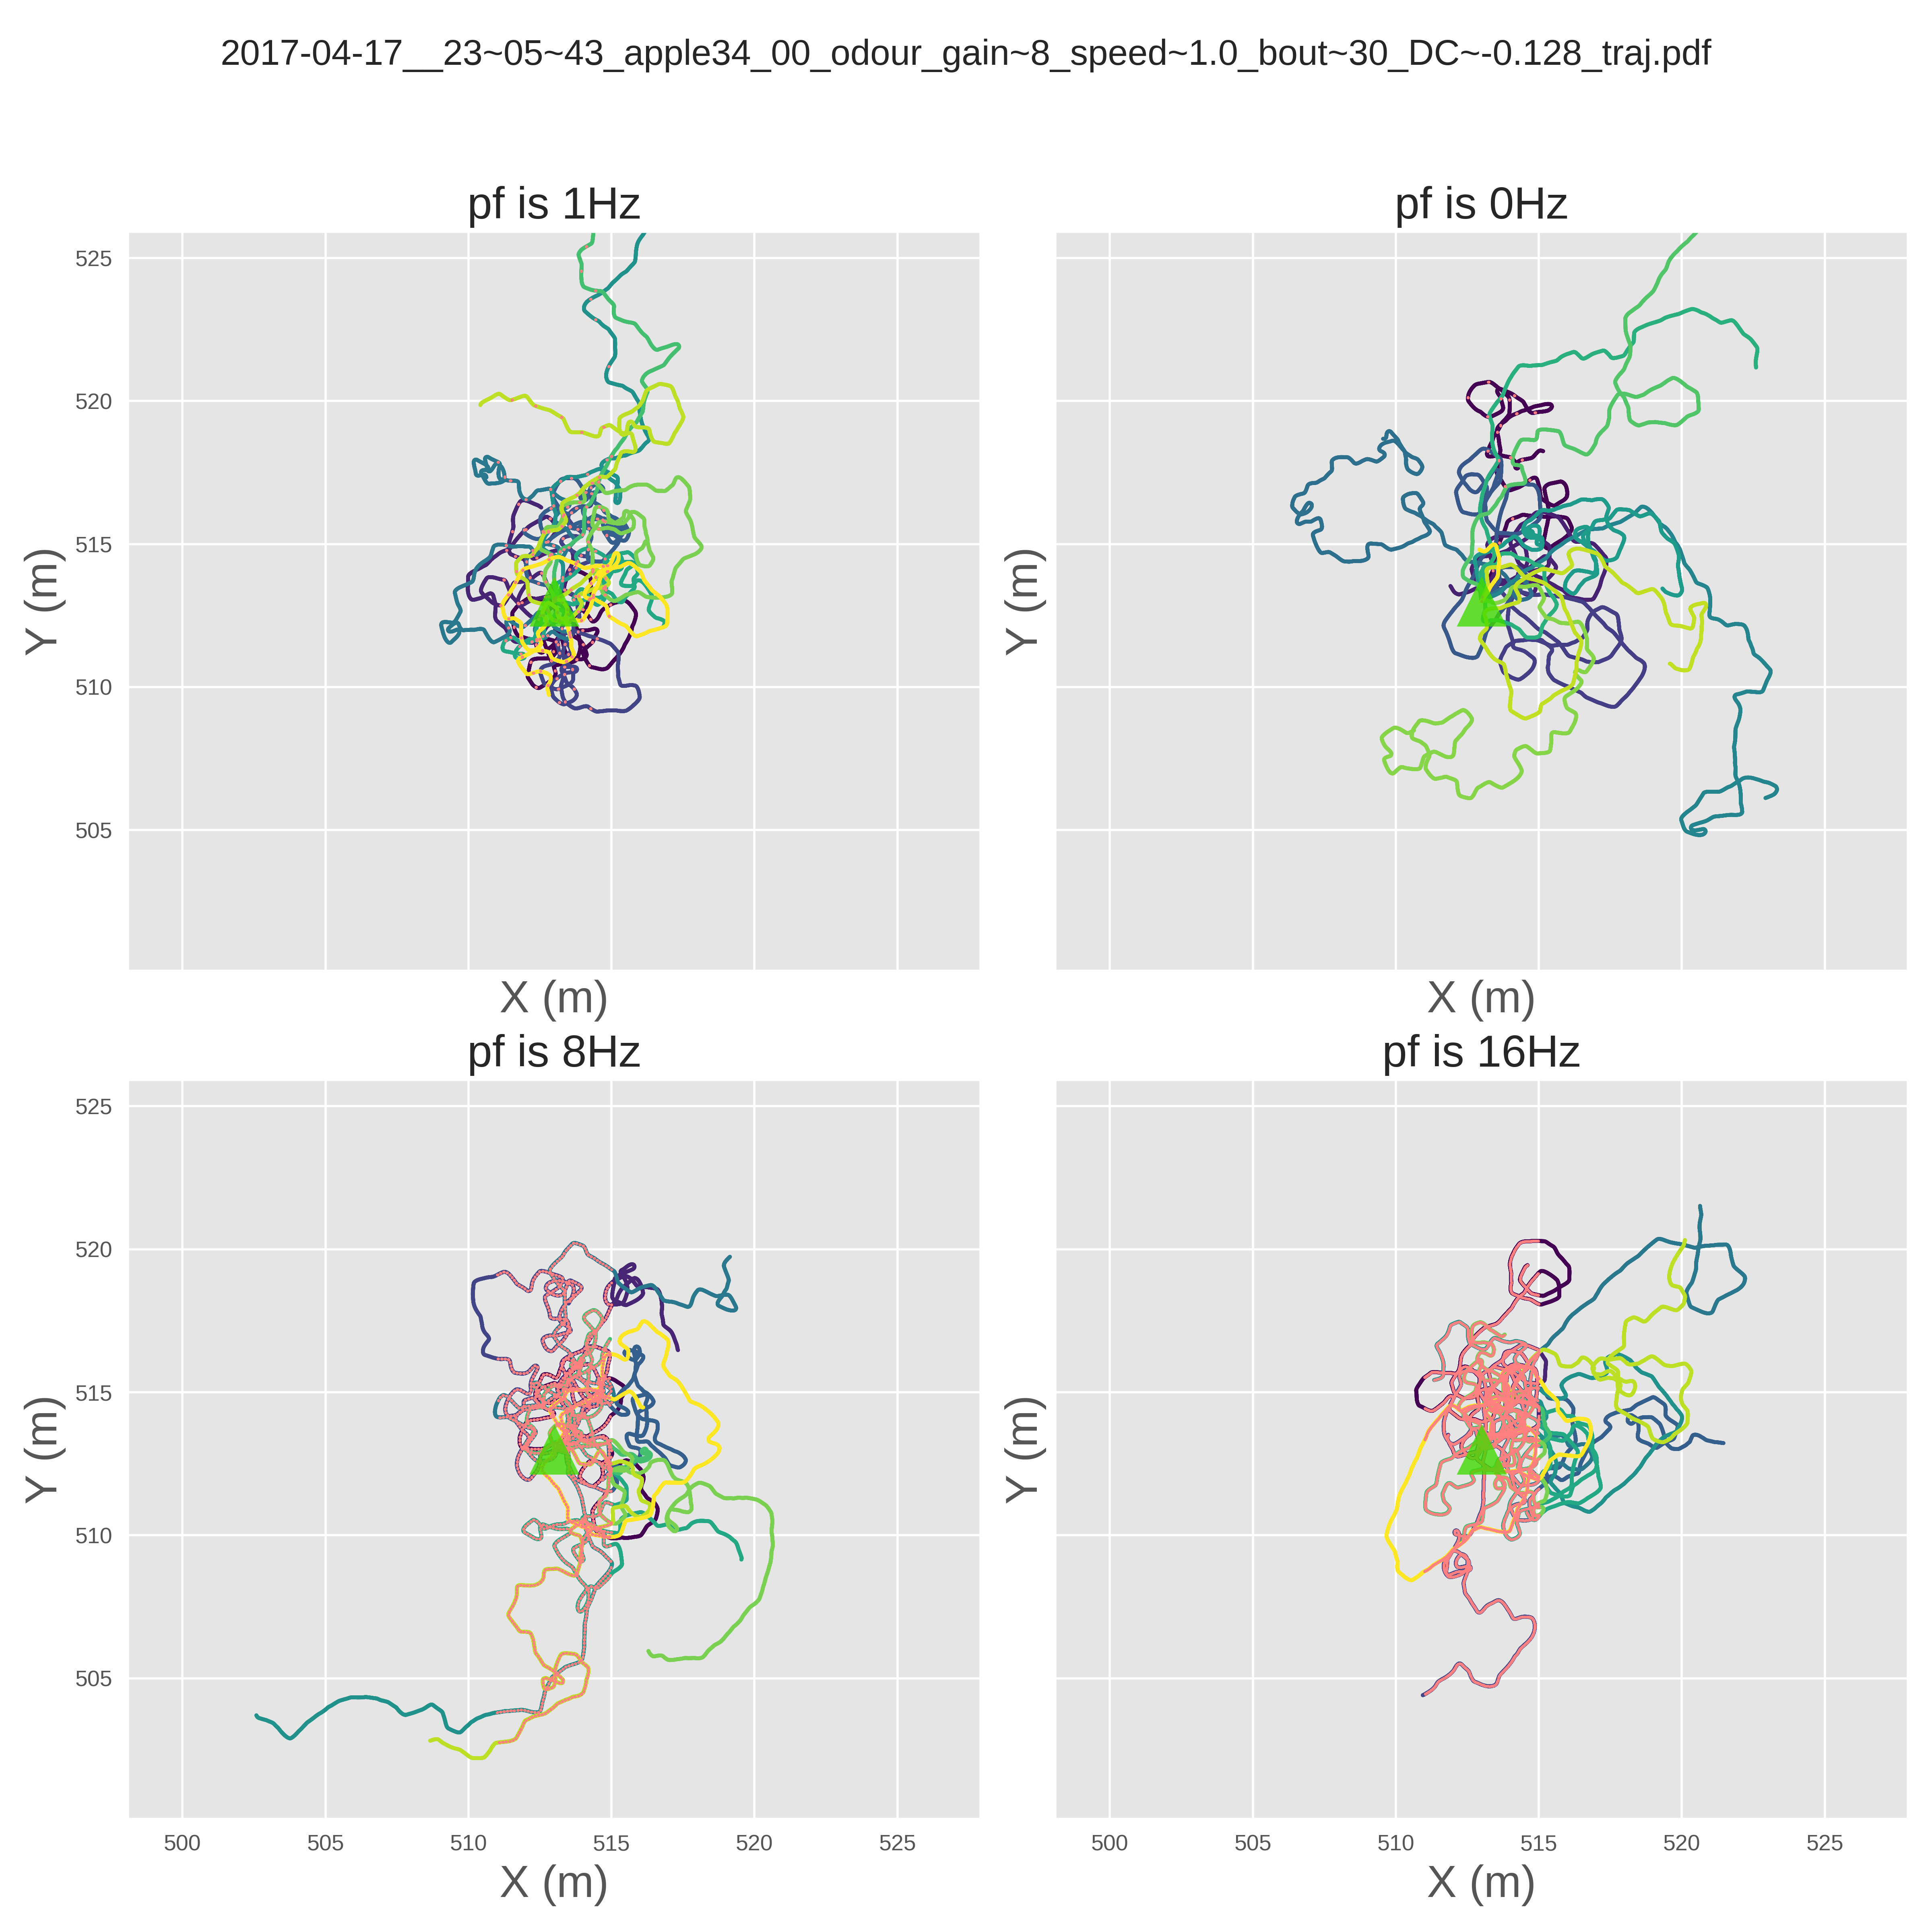 2017-04-17__23~05~43_apple34_00_odour_gain~8_speed~1.0_bout~30_DC~-0.128_traj.pdf
pf is 1Hz
pf is 0Hz
525
520
515
510
505
Y (m)
Y (m)
X (m)
X (m)
pf is 8Hz
pf is 16Hz
525
520
515
510
505
Y (m)
Y (m)
500 505 510 515 520 525
500 505 510 515 520 525
X (m)
X (m)